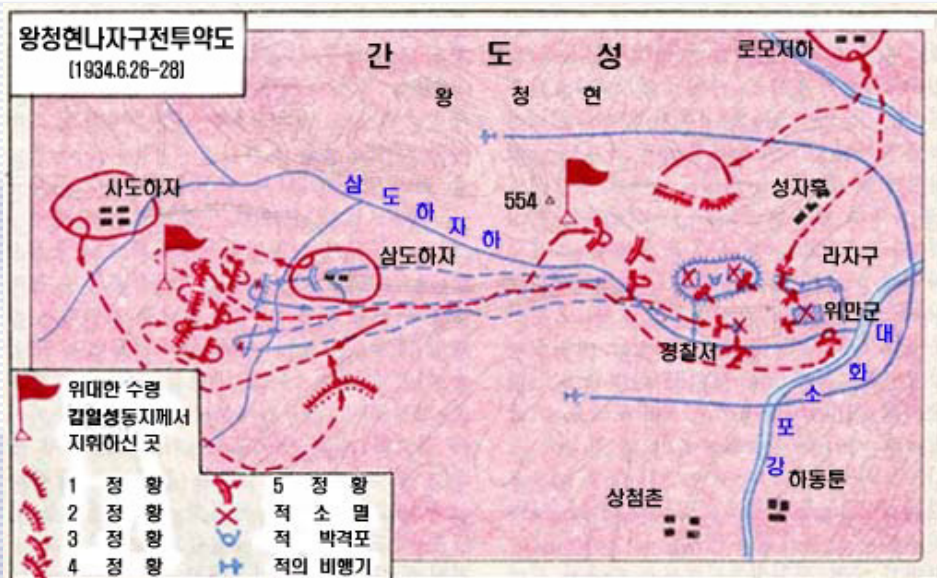 왕청현나자구전투약도
(1934.6.26-28)
간 도 성
왕 청 현
로모저하
사도하자
삼도하자하
554
성자후
삼도하자
라자구
위만군
경찰서
대소화포강
상첨촌
하동툰
위대한 수령
김일성동지께서
지휘하신 곳
1 정 황
2 정 황
3 정 황
4 정 황
5 정 황
적 소 멸
적 박격포
적의 비행기